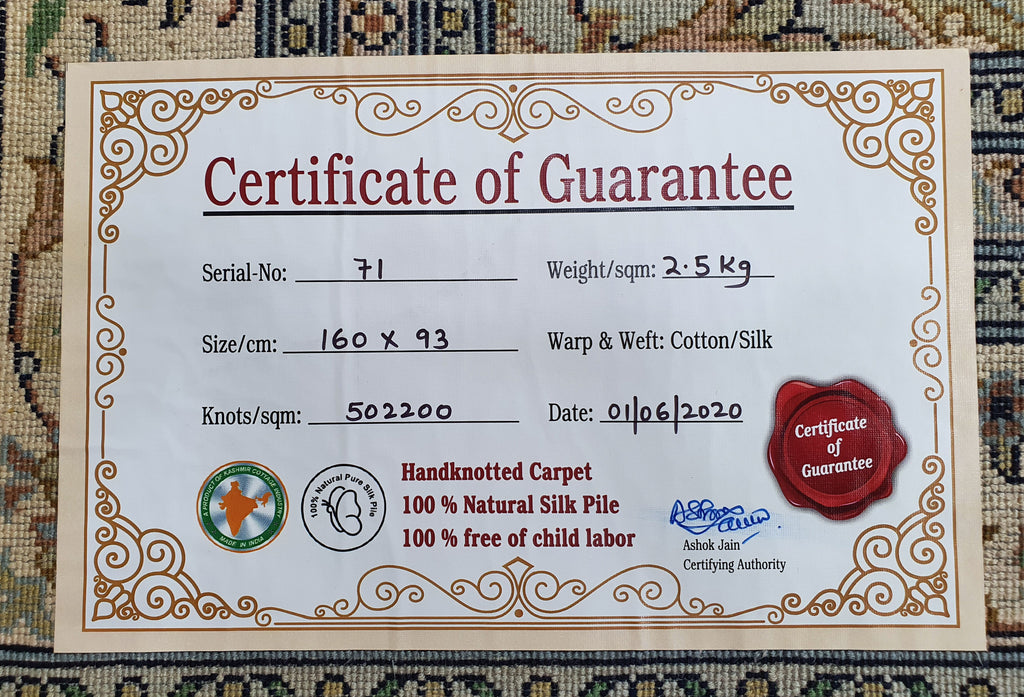 Certificate of Guarantee
Serial-No: 71
Weight/sqm: 2.5 Kg
Size/cm: 160 X 93
Warp & Weft: Cotton/Silk
Knots/sqm: 502200
Date: 01/06/2020
Certificate
of
Guarantee
A PRODUCT OF KASHMIR COTTAGE INDUSTRY
MADE IN INDIA
100% Natural Pure Silk Pile
Handknotted Carpet
100 % Natural Silk Pile
100 % free of child labor
Ashok Jain
Certifying Authority